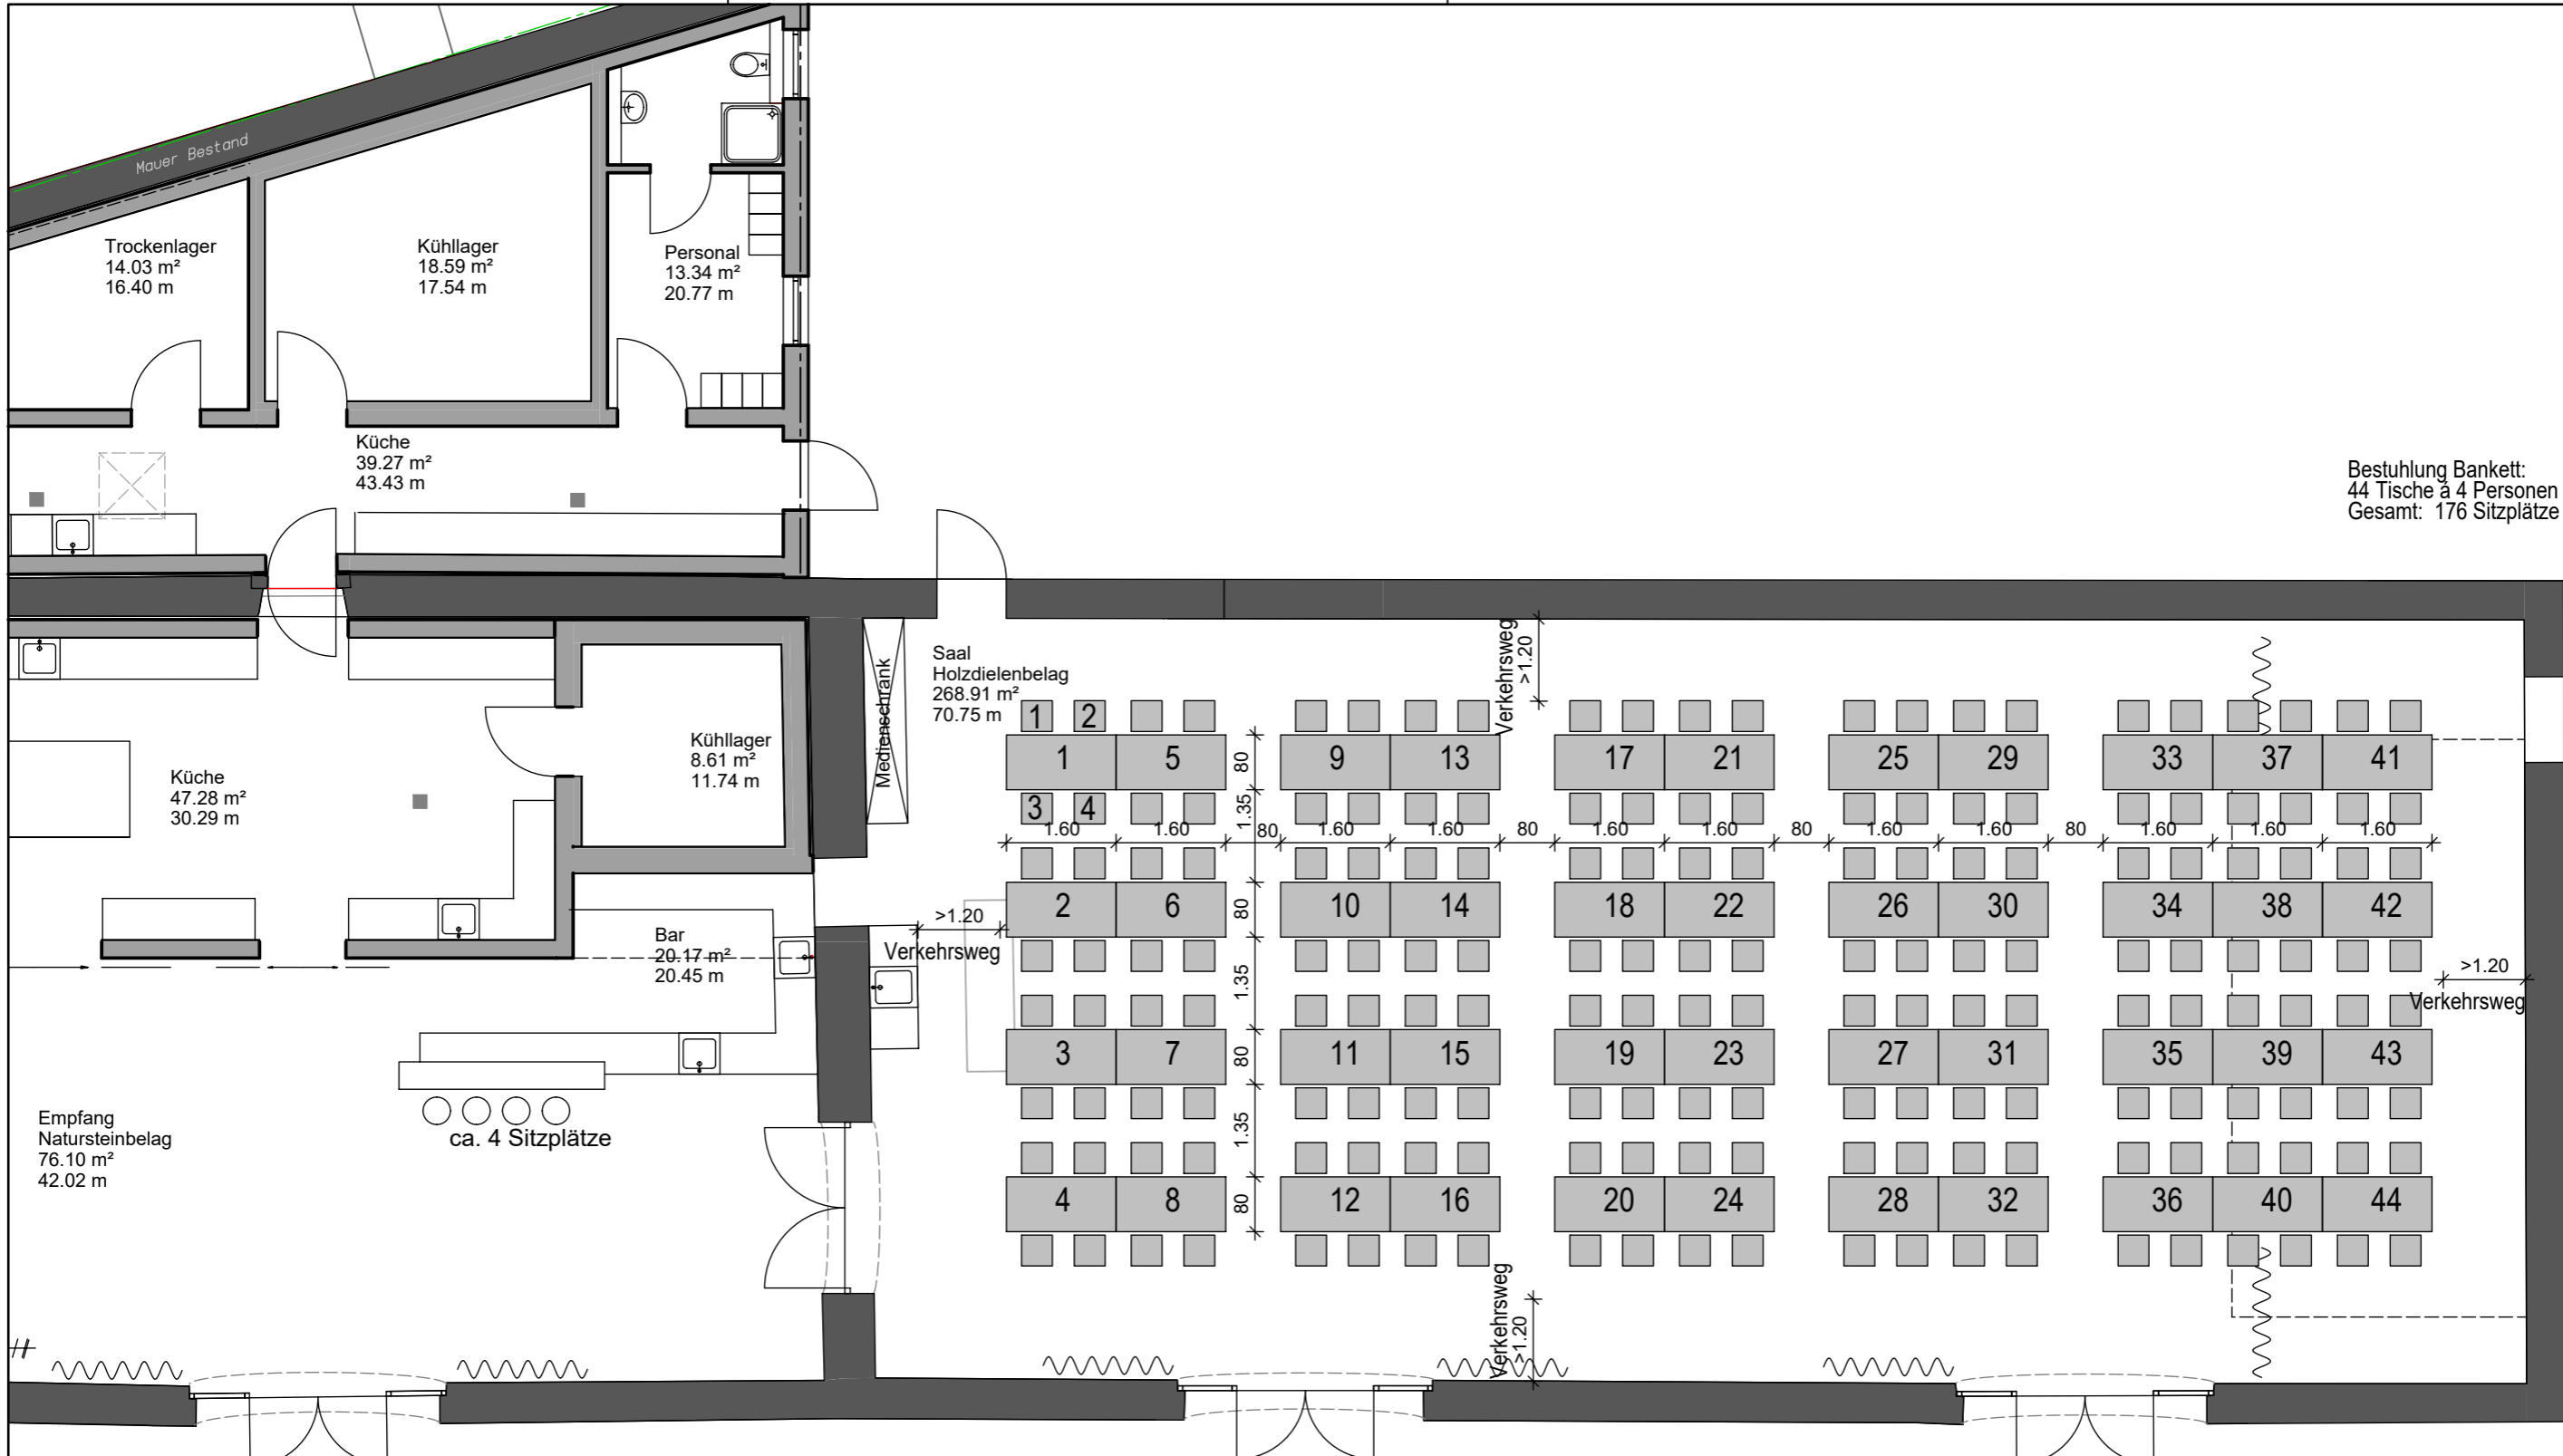 Mauer Bestand
Trockenlager
14.03 m²
16.40 m
Kühllager
18.59 m²
17.54 m
Personal
13.34 m²
20.77 m
Küche
39.27 m²
43.43 m
Bestuhlung Bankett:
44 Tische á 4 Personen
Gesamt: 176 Sitzplätze
Medienschrank
Saal
Holzdielenbelag
268.91 m²
70.75 m
Verkehrsweg
>1.20
Kühllager
8.61 m²
11.74 m
Küche
47.28 m²
30.29 m
1 2
1 5 9 13 17 21 25 29 33 37 41
80
3 4
1.35
1.60 1.60 80 1.60 1.60 80 1.60 1.60 80 1.60 1.60 80 1.60 1.60 1.60
2 6 10 14 18 22 26 30 34 38 42
80
>1.20
Verkehrsweg
Bar
20.17 m²
20.45 m
1.35
>1.20
Verkehrsweg
3 7 11 15 19 23 27 31 35 39 43
80
ca. 4 Sitzplätze
Empfang
Natursteinbelag
76.10 m²
42.02 m
1.35
4 8 12 16 20 24 28 32 36 40 44
80
Verkehrsweg
>1.20